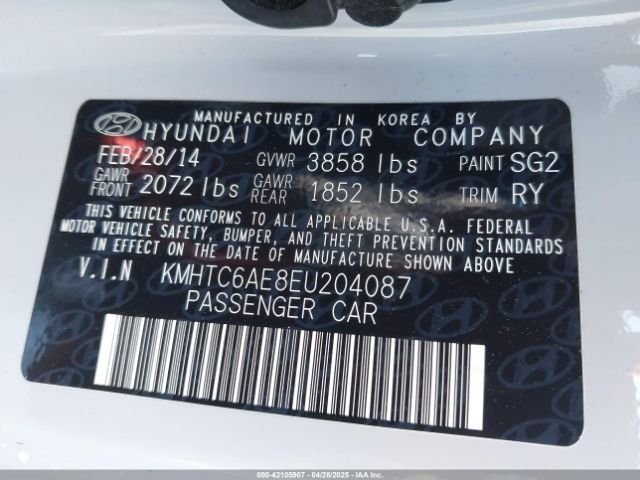 MANUFACTURED IN KOREA BY
HYUNDAI MOTOR COMPANY
FEB/28/14 GVWR 3858 lbs PAINT SG2
GAWR FRONT 2072 lbs GAWR REAR 1852 lbs TRIM RY
THIS VEHICLE CONFORMS TO ALL APPLICABLE U.S.A. FEDERAL
MOTOR VEHICLE SAFETY, BUMPER, AND THEFT PREVENTION STANDARDS
IN EFFECT ON THE DATE OF MANUFACTURE SHOWN ABOVE
V.I.N KMHTC6AE8EU204087
PASSENGER CAR
000-42105907 - 04/28/2025 - IAAI.COM